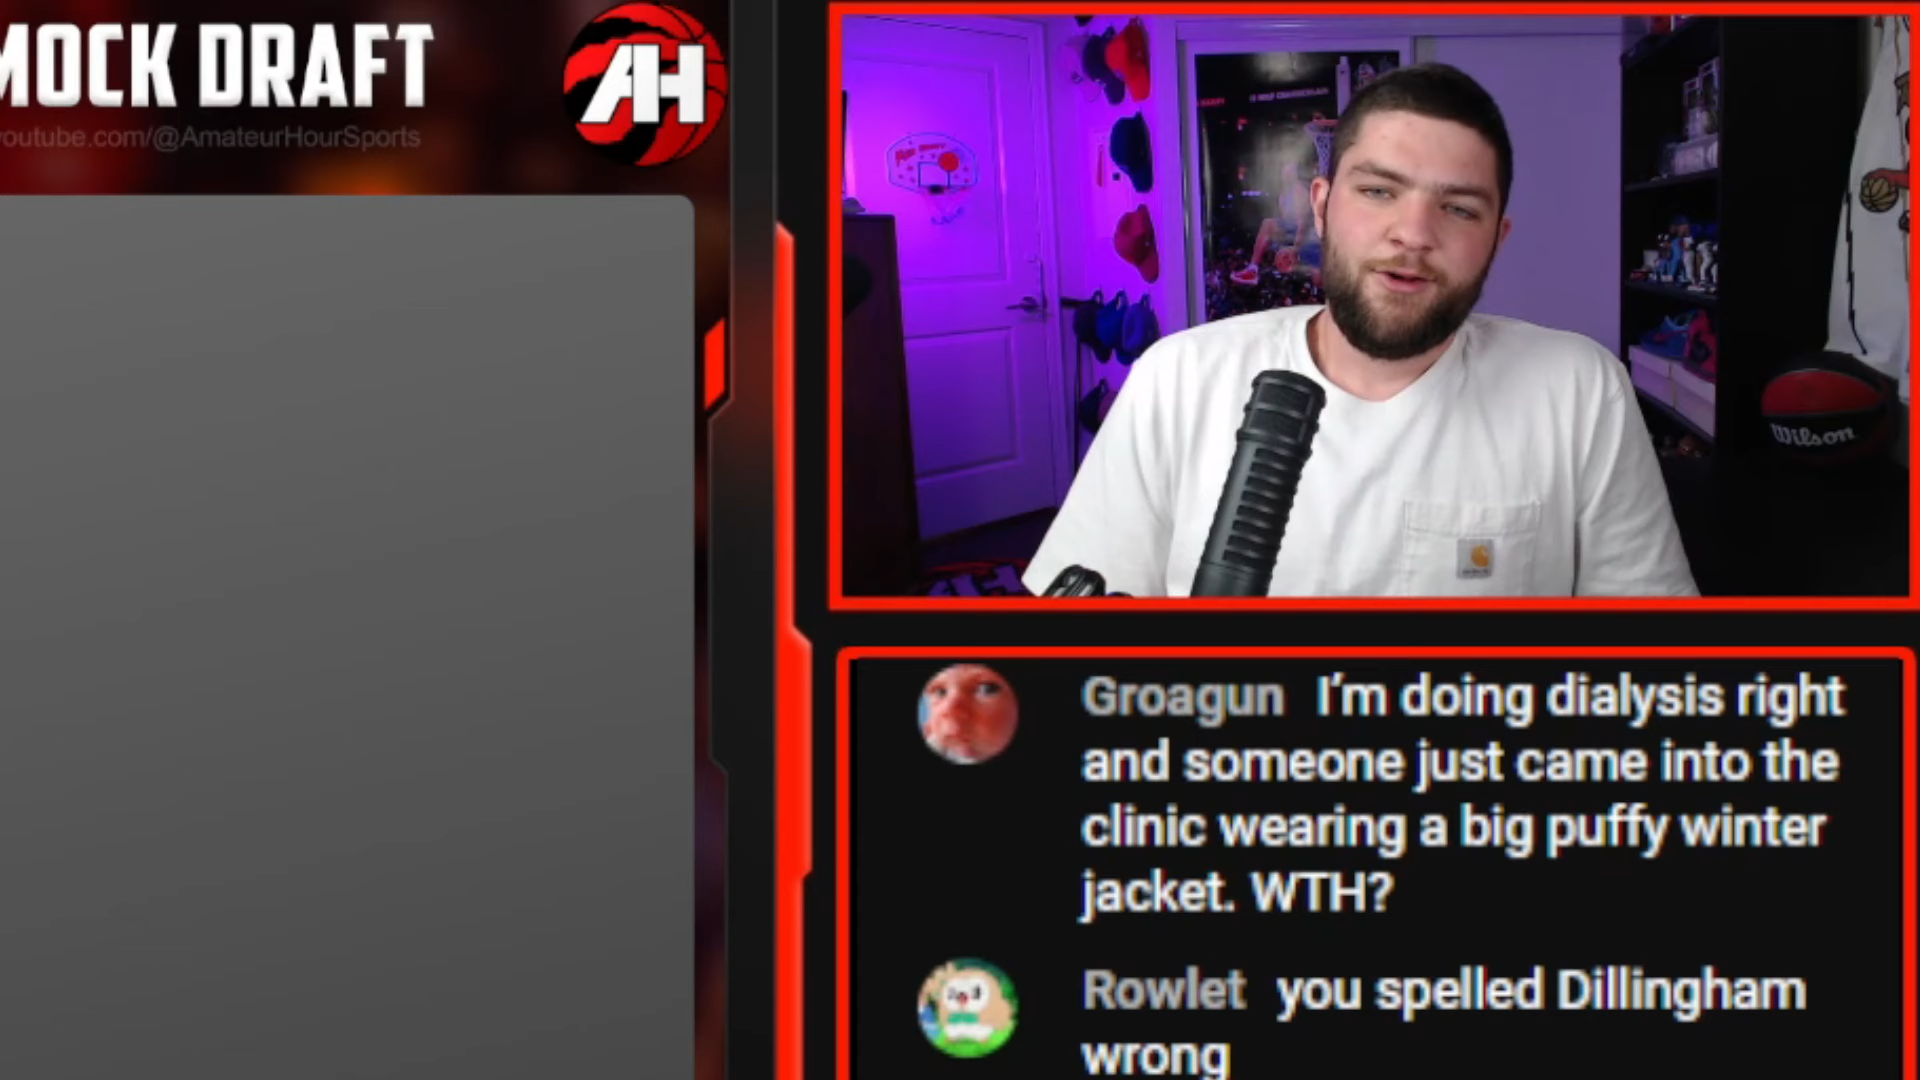 MOCK DRAFT
youtube.com/@AmateurHourSports
AH
Wilson
Groagun I'm doing dialysis right
and someone just came into the
clinic wearing a big puffy winter
jacket. WTH?
Rowlet you spelled Dillingham
wrong